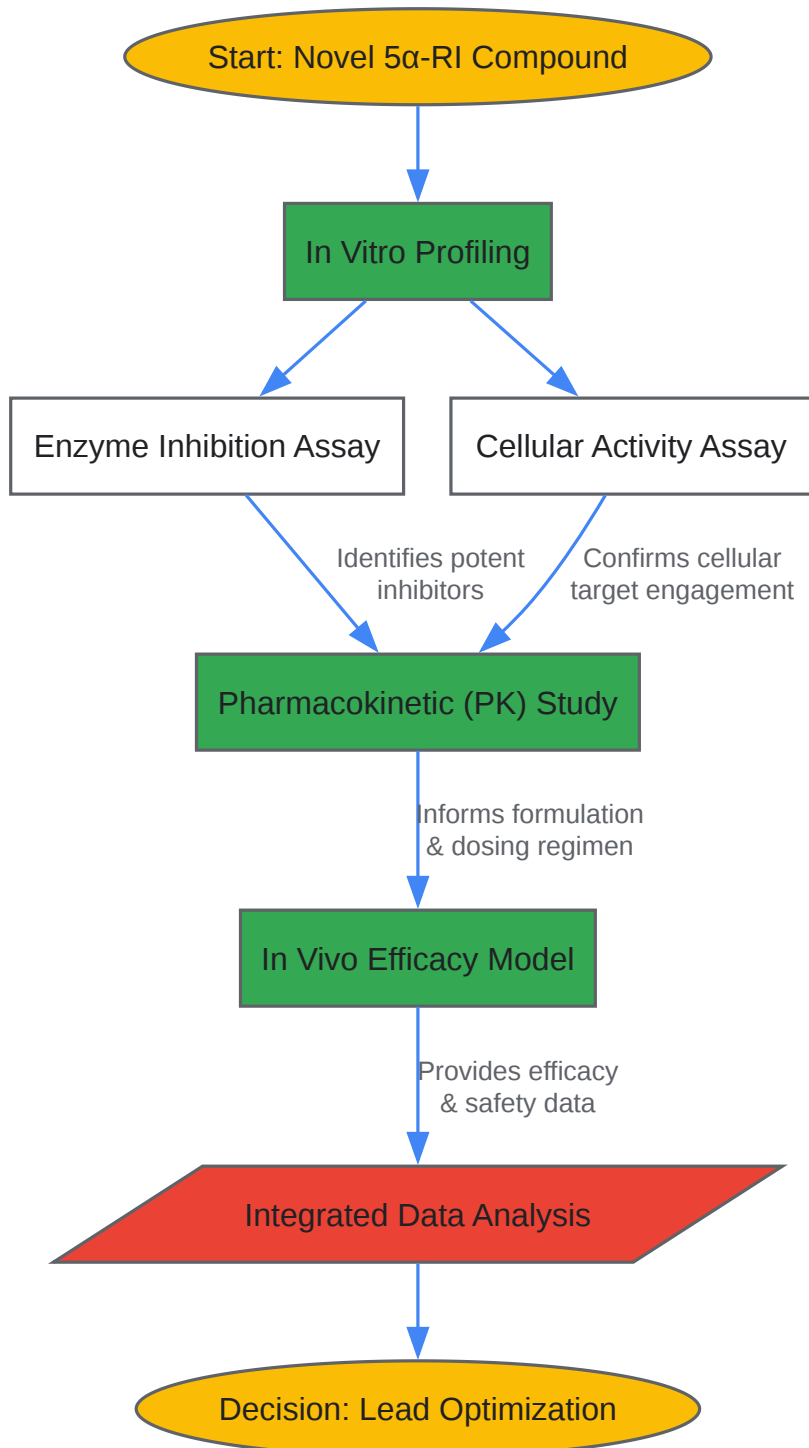 Start: Novel 5α-RI Compound
In Vitro Profiling
Enzyme Inhibition Assay
Cellular Activity Assay
Identifies potent
inhibitors
Confirms cellular
target engagement
Pharmacokinetic (PK) Study
Informs formulation
& dosing regimen
In Vivo Efficacy Model
Provides efficacy
& safety data
Integrated Data Analysis
Decision: Lead Optimization